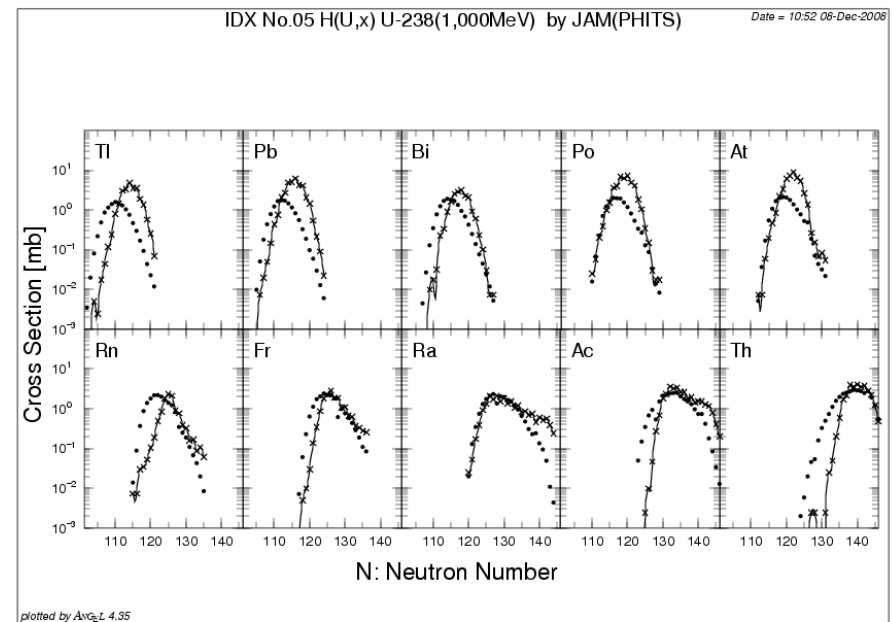 IDX No.05 H(U,x) U-238(1,000MeV) by JAM(PHITS)
Date = 10:52 08-Dec-2008
Cross Section [mb]
Tl Pb Bi Po At
10^1
10^0
10^-1
10^-2
10^-3
Rn Fr Ra Ac Th
10^1
10^0
10^-1
10^-2
10^-3
110 120 130 140 110 120 130 140 110 120 130 140 110 120 130 140 110 120 130 140
N: Neutron Number
plotted by ANGEL 4.35